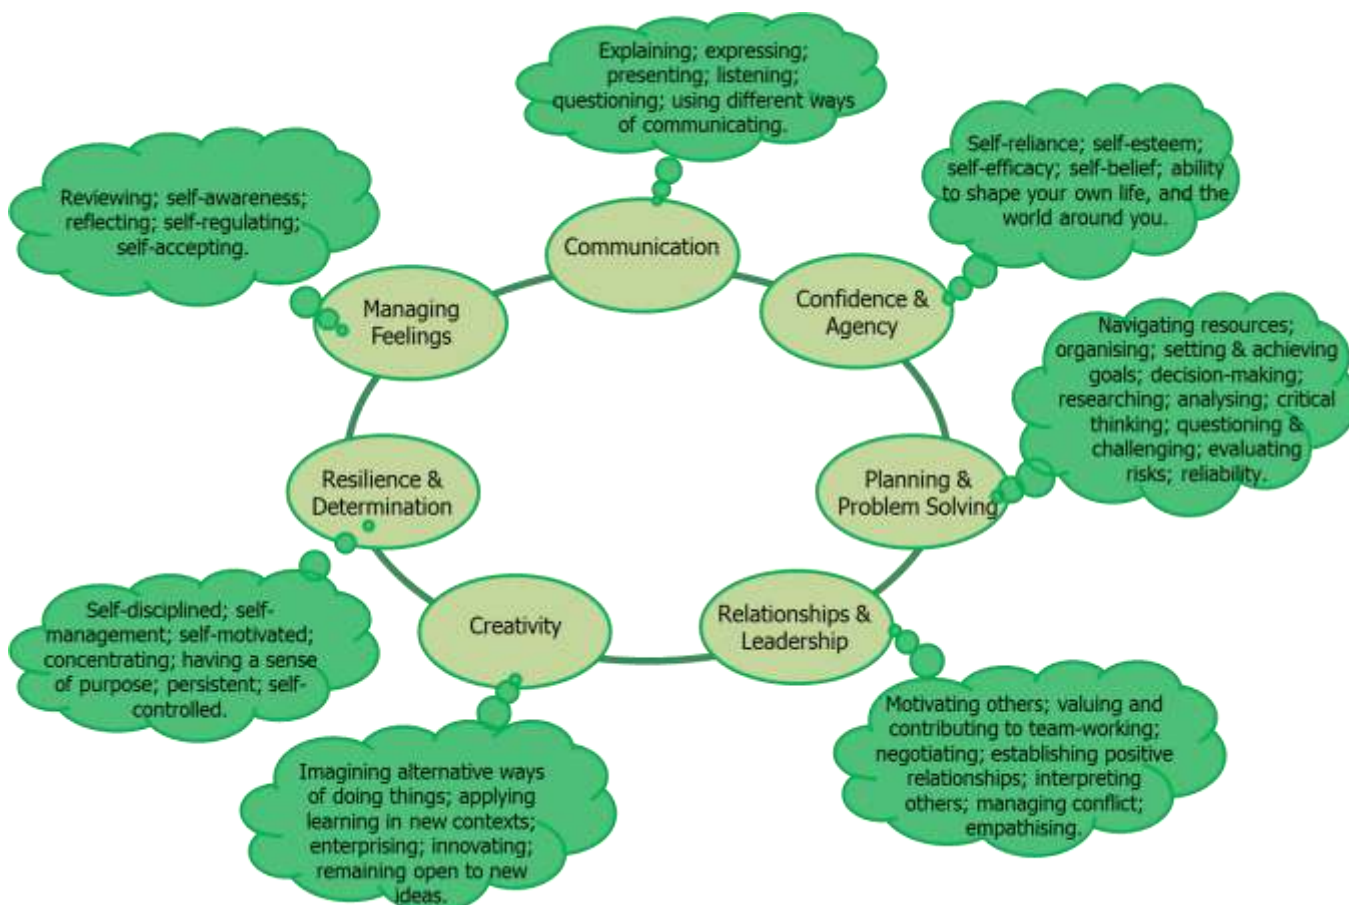 Explaining; expressing;
presenting; listening;
questioning; using different ways
of communicating.
Self-reliance; self-esteem;
self-efficacy; self-belief; ability
to shape your own life, and the
world around you.
Reviewing; self-awareness;
reflecting; self-regulating;
self-accepting.
Communication
Confidence &
Agency
Managing
Feelings
Navigating resources;
organising; setting & achieving
goals; decision-making;
researching; analysing; critical
thinking; questioning &
challenging; evaluating
risks; reliability.
Resilience &
Determination
Planning &
Problem Solving
Self-disciplined; self-
management; self-motivated;
concentrating; having a sense
of purpose; persistent; self-
controlled.
Creativity
Relationships &
Leadership
Motivating others; valuing and
contributing to team-working;
negotiating; establishing positive
relationships; interpreting
others; managing conflict;
empathising.
Imagining alternative ways
of doing things; applying
learning in new contexts;
enterprising; innovating;
remaining open to new
ideas.